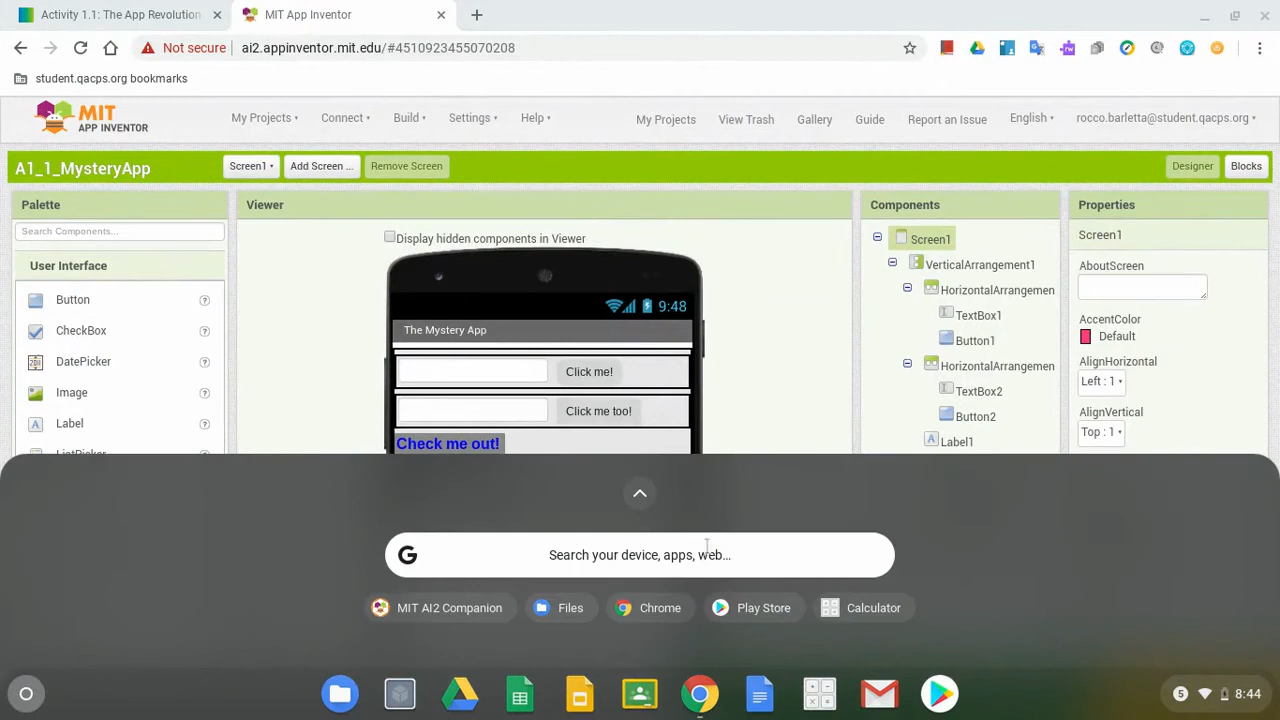 Activity 1.1: The App Revolution
MIT App Inventor
Not secure ai2.appinventor.mit.edu/#4510923455070208
student.qacps.org bookmarks
MIT
APP INVENTOR
My Projects Connect Build Settings Help My Projects View Trash Gallery Guide Report an Issue English rocco.barletta@student.qacps.org
A1_1_MysteryApp Screen1 Add Screen ... Remove Screen Designer Blocks
Palette
Search Components...
User Interface
Button ?
CheckBox ?
DatePicker ?
Image ?
Label ?
Viewer
Display hidden components in Viewer
9:48
The Mystery App
Click me!
Click me too!
Check me out!
Components
Screen1
VerticalArrangement1
HorizontalArrangemen
TextBox1
Button1
HorizontalArrangemen
TextBox2
Button2
Label1
Properties
Screen1
AboutScreen
AccentColor
Default
AlignHorizontal
Left : 1
AlignVertical
Top : 1
Search your device, apps, web...
MIT AI2 Companion Files Chrome Play Store Calculator
5 8:44